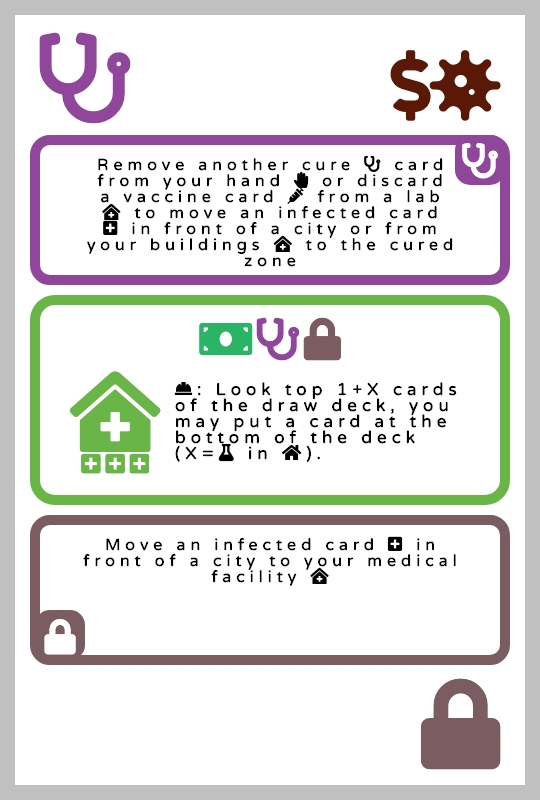 $
Remove another cure card
from your hand or discard
a vaccine card from a lab
to move an infected card
in front of a city or from
your buildings to the cured
zone
: Look top 1+X cards
of the draw deck, you
may put a card at the
bottom of the deck
(X= in ).
Move an infected card in
front of a city to your medical
facility